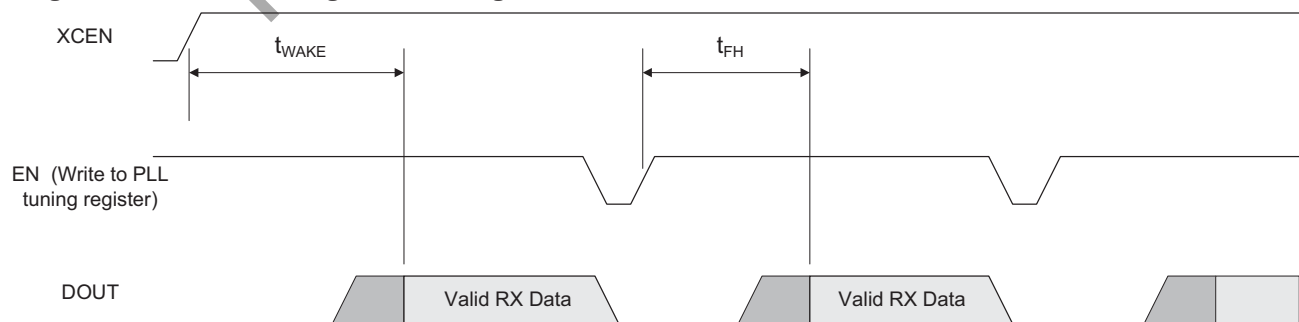 XCEN
tWAKE
tFH
EN (Write to PLL
tuning register)
DOUT
Valid RX Data
Valid RX Data